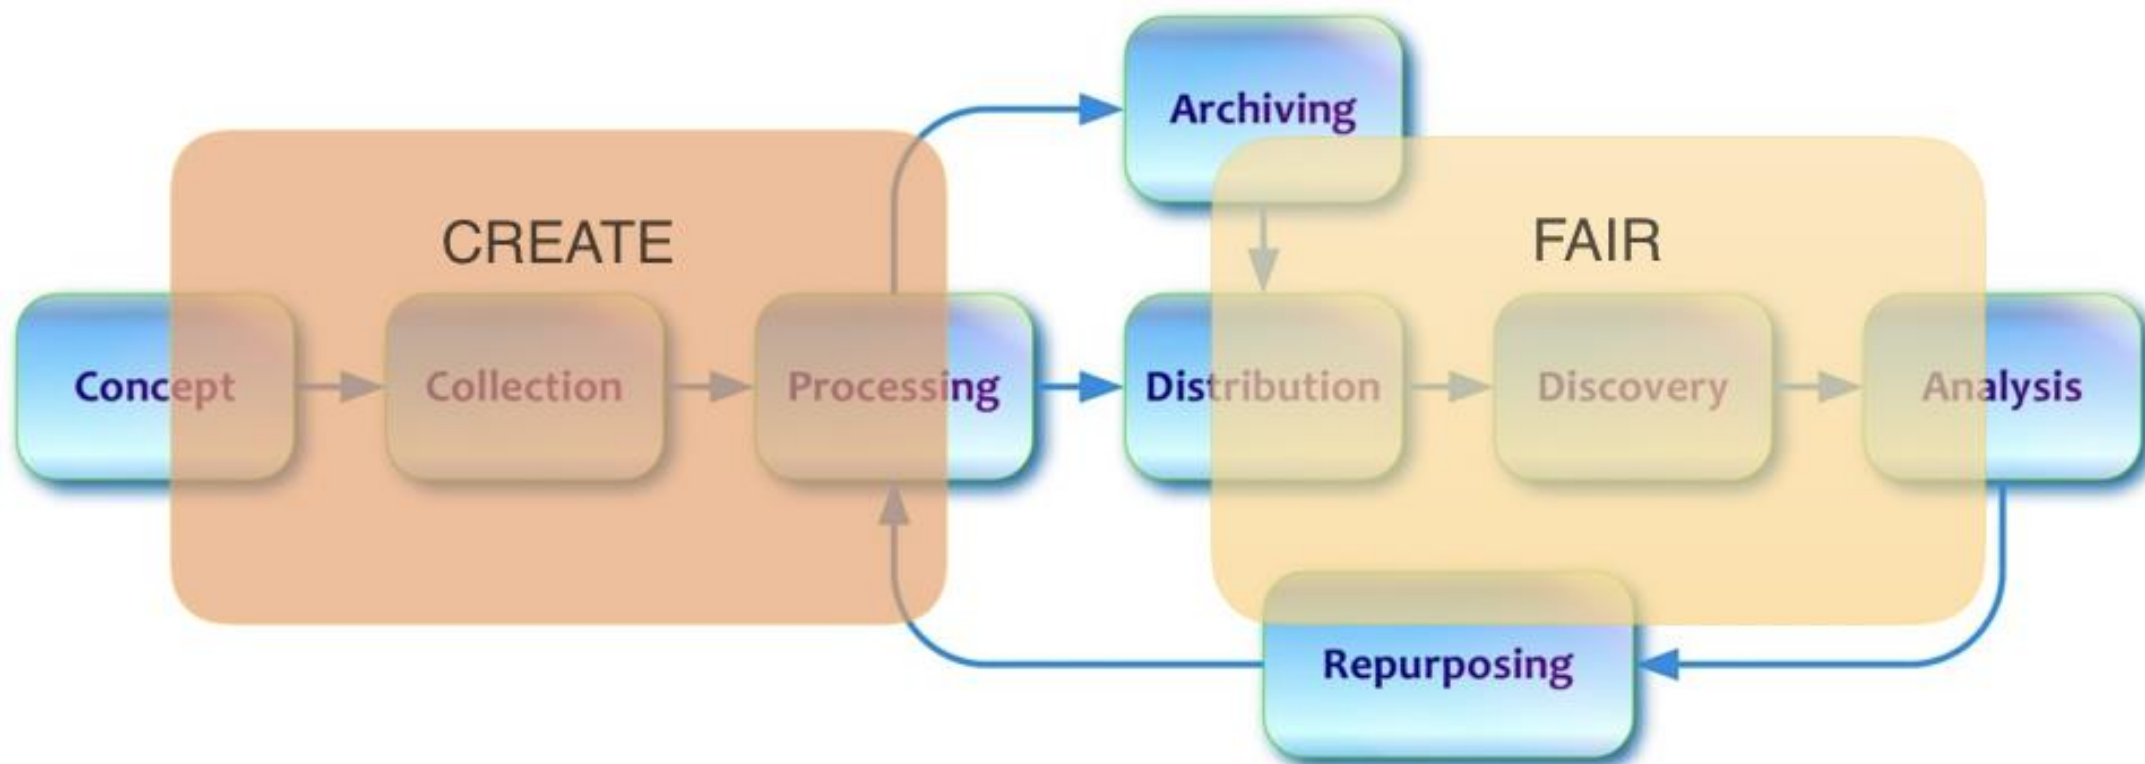 Archiving
CREATE
FAIR
Concept
Collection
Processing
Distribution
Discovery
Analysis
Repurposing